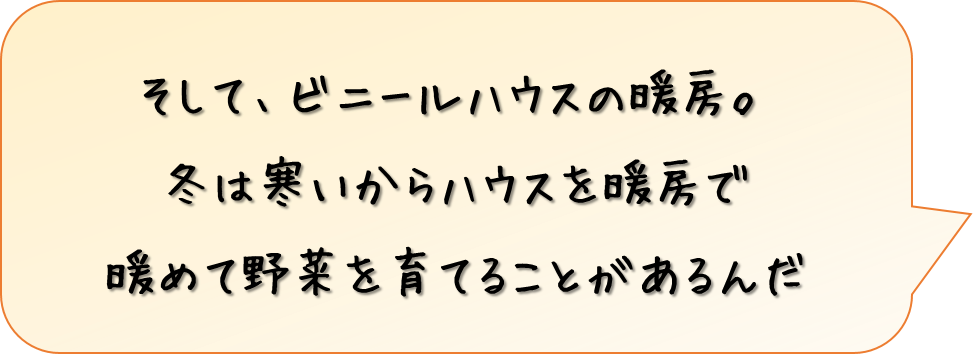 そして、ビニールハウスの暖房。
冬は寒いからハウスを暖房で
暖めて野菜を育てることがあるんだ